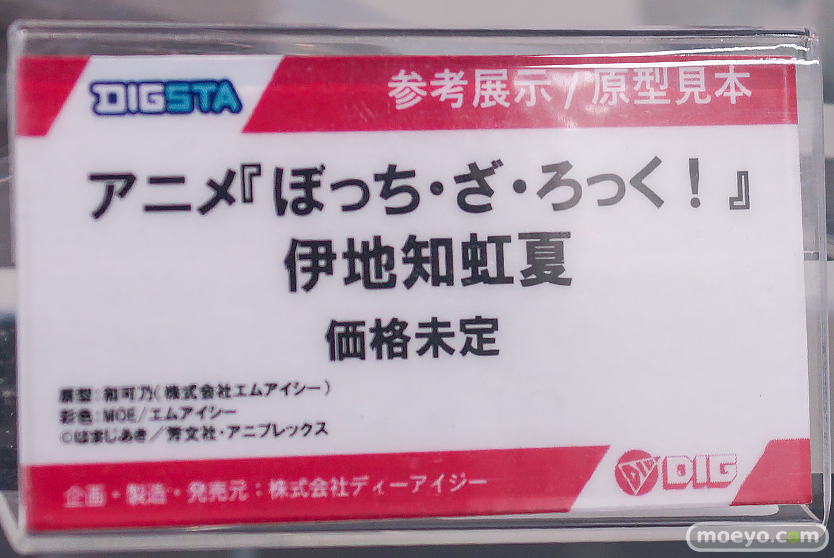 DIGSTA
参考展示 / 原型見本
アニメ『ぼっち・ざ・ろっく！』
伊地知虹夏
価格未定
原型：和可乃(株式会社エムアイシー)
彩色：MOE/エムアイシー
©はまじあき／芳文社・アニプレックス
企画・製造・発売元：株式会社ディーアイジー
DIG
moeyo.com